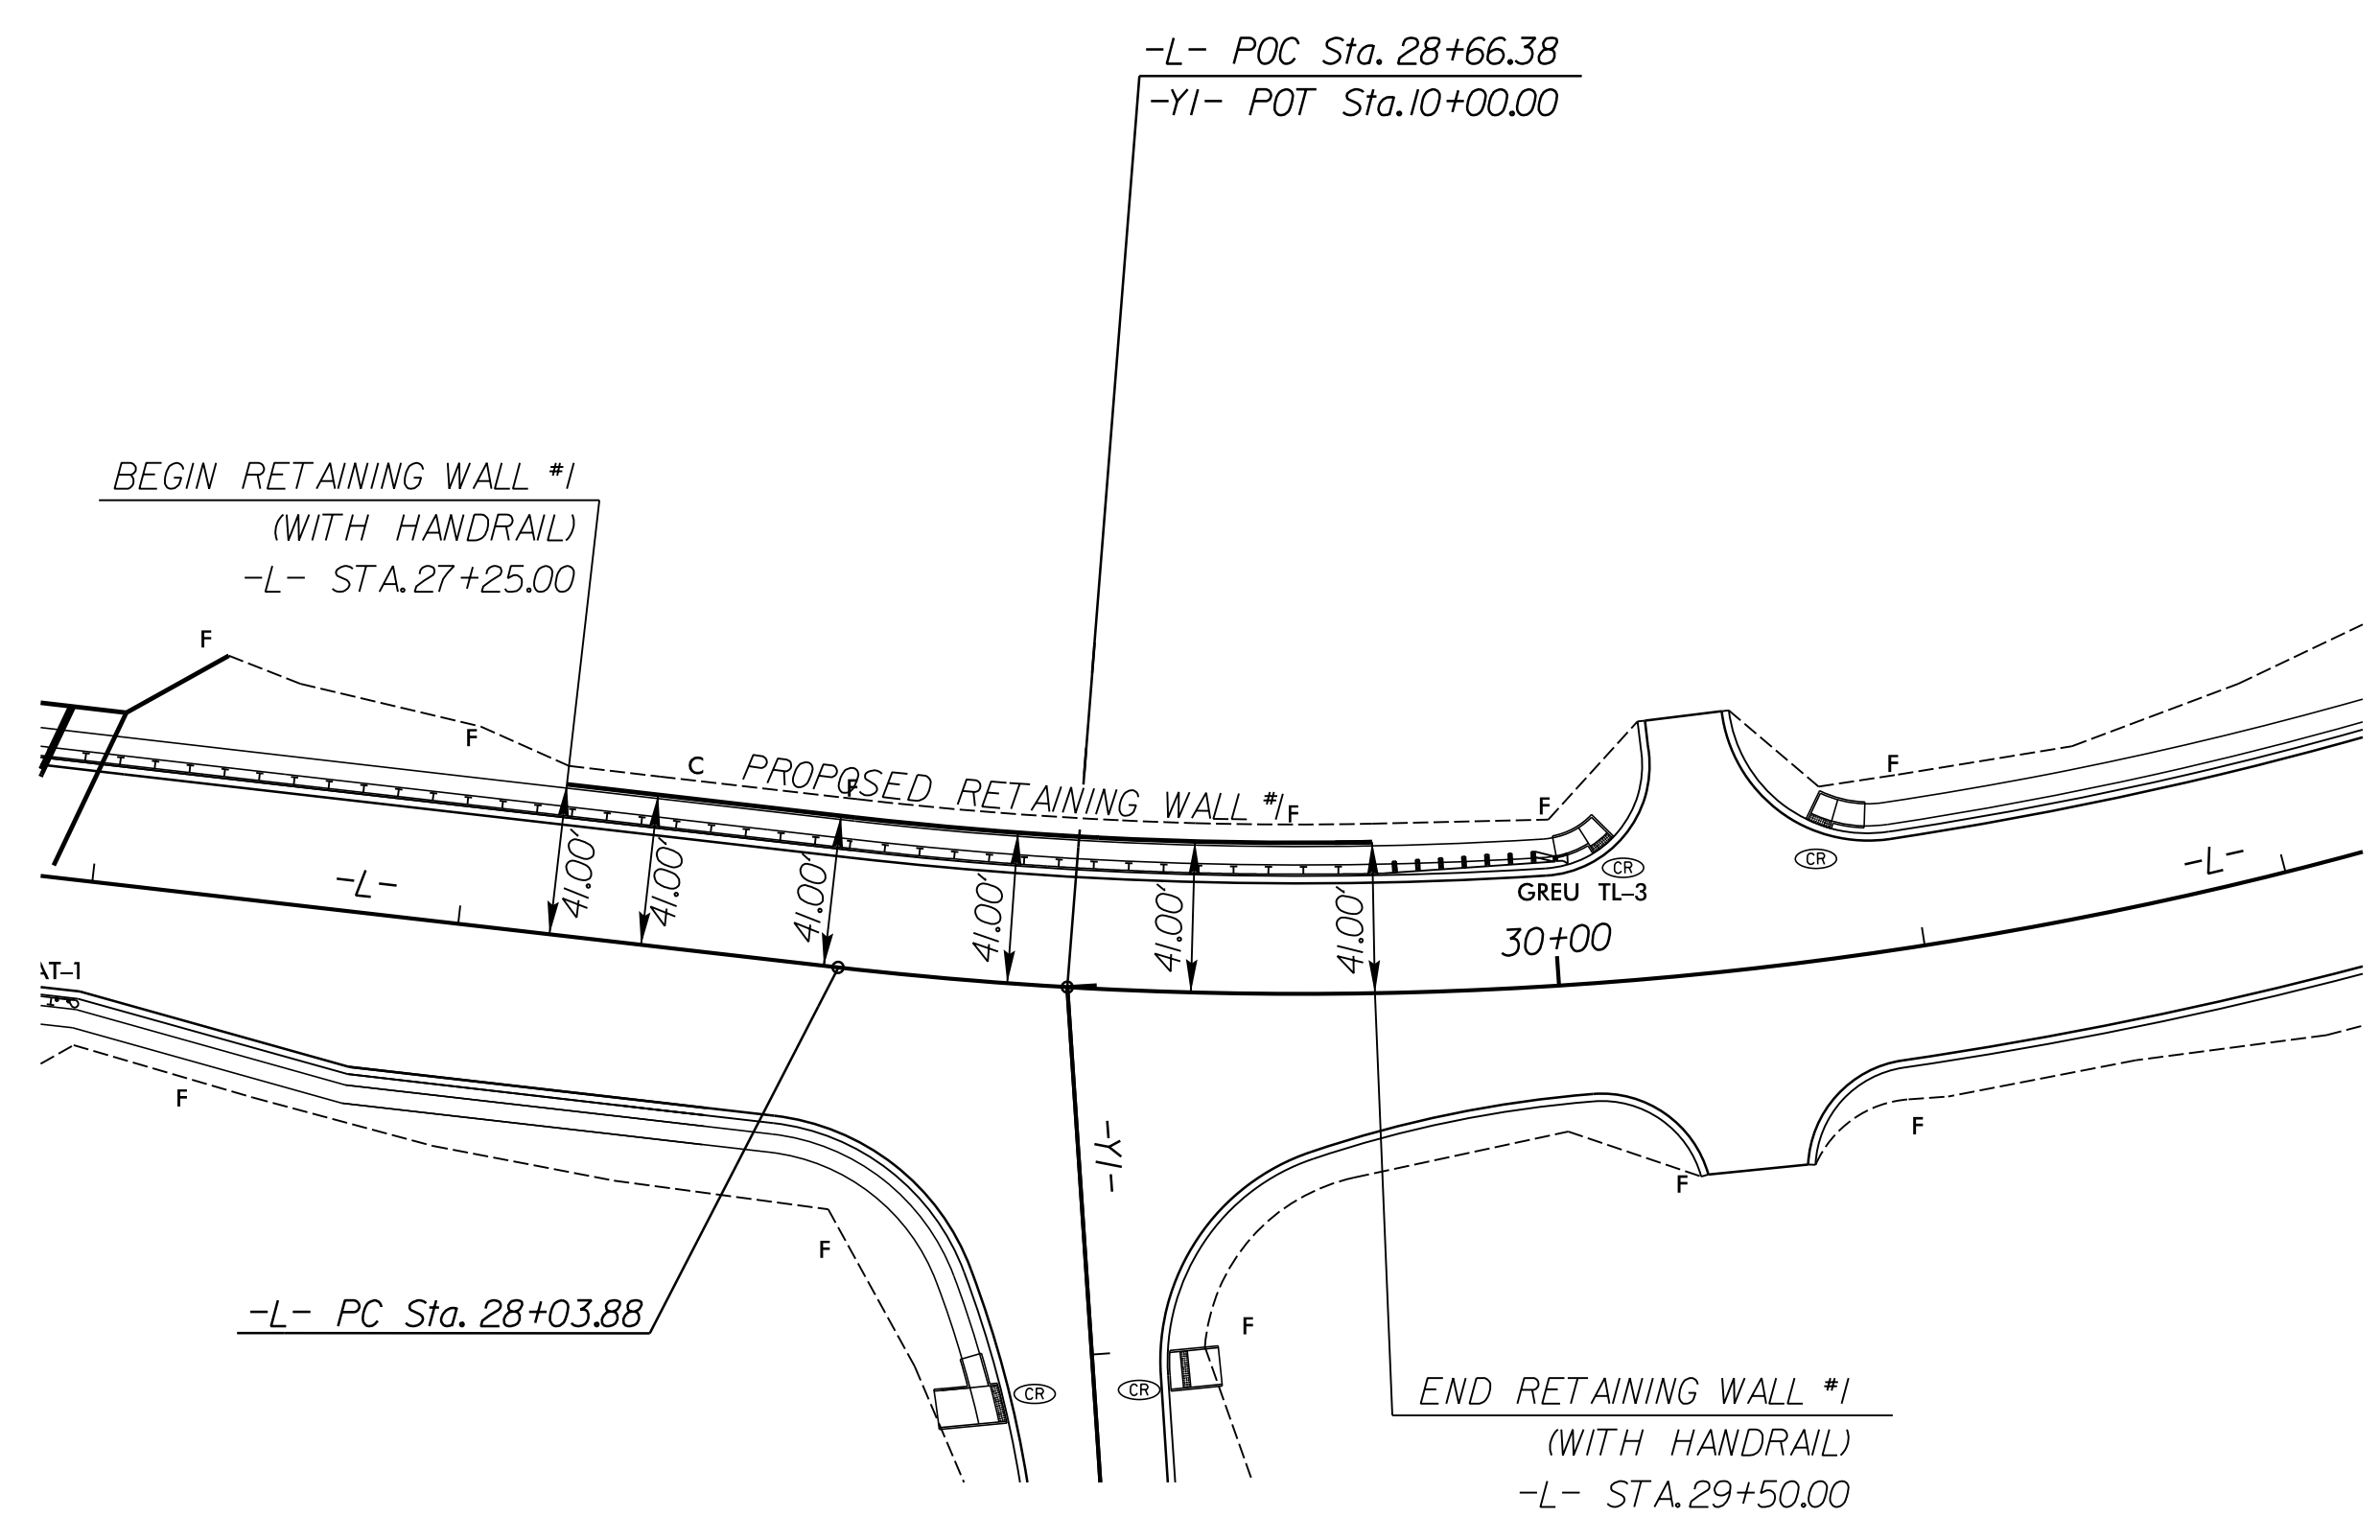 -L- POC Sta. 28+66.38
-Y1- POT Sta. 10+00.00
BEGIN RETAINING WALL #1
(WITH HANDRAIL)
-L- STA. 27+25.00
F
F
C
PROPOSED RETAINING WALL #1
F
F
F
F
41.00'
41.00'
41.00'
41.00'
41.00'
41.00'
CR
CR
GREU TL-3
-L-
-L-
30+00
AT-1
F
-Y1-
F
F
F
-L- PC Sta. 28+03.88
F
CR
CR
END RETAINING WALL #1
(WITH HANDRAIL)
-L- STA. 29+50.00